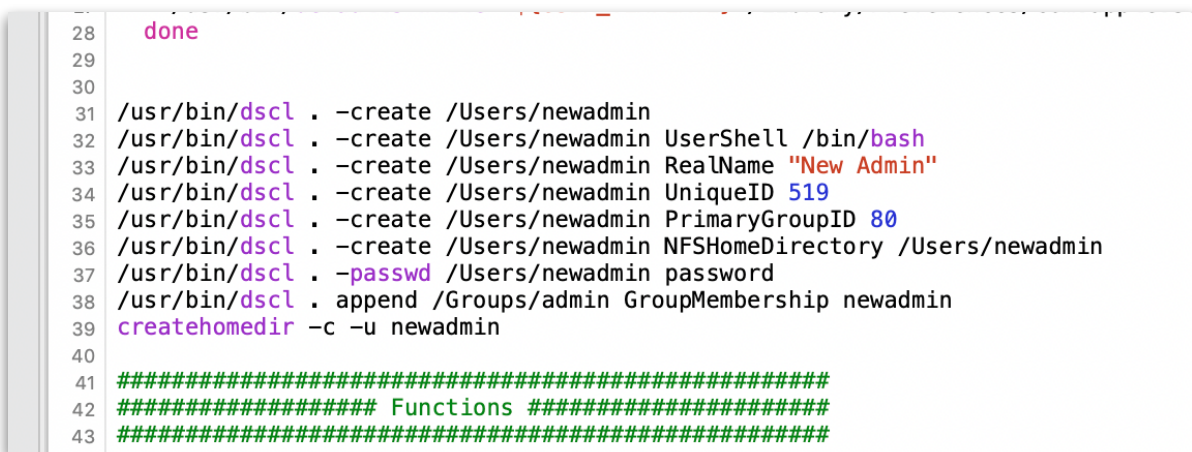 28 done
29
30
31 /usr/bin/dscl . -create /Users/newadmin
32 /usr/bin/dscl . -create /Users/newadmin UserShell /bin/bash
33 /usr/bin/dscl . -create /Users/newadmin RealName "New Admin"
34 /usr/bin/dscl . -create /Users/newadmin UniqueID 519
35 /usr/bin/dscl . -create /Users/newadmin PrimaryGroupID 80
36 /usr/bin/dscl . -create /Users/newadmin NFSHomeDirectory /Users/newadmin
37 /usr/bin/dscl . -passwd /Users/newadmin password
38 /usr/bin/dscl . append /Groups/admin GroupMembership newadmin
39 createhomedir -c -u newadmin
40
41 ####################################################
42 ################### Functions ######################
43 ####################################################